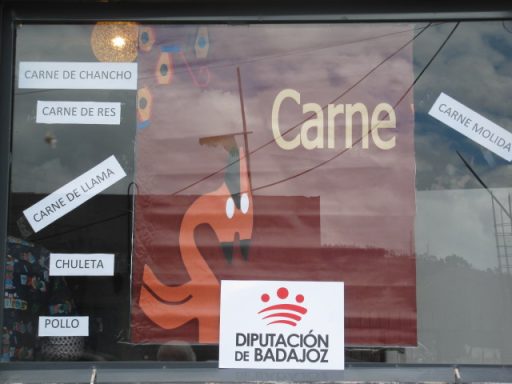 CARNE DE CHANCHO
CARNE DE RES
CARNE DE LLAMA
CHULETA
POLLO
Carne
CARNE MOLIDA
DIPUTACIÓN
DE BADAJOZ